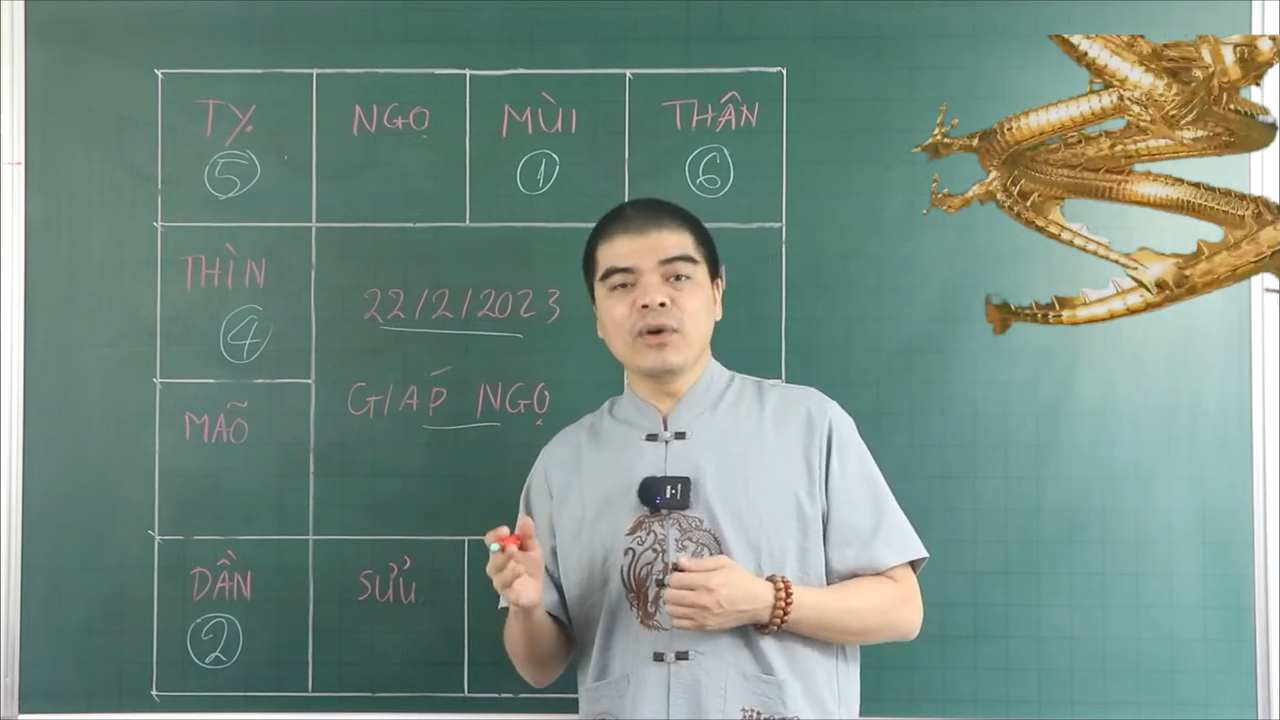 TỴ NGỌ MÙI THÂN
⑤ ① ⑥
THÌN
④
22/2/2023
GIÁP NGỌ
MÃO
DẦN SỬU
②